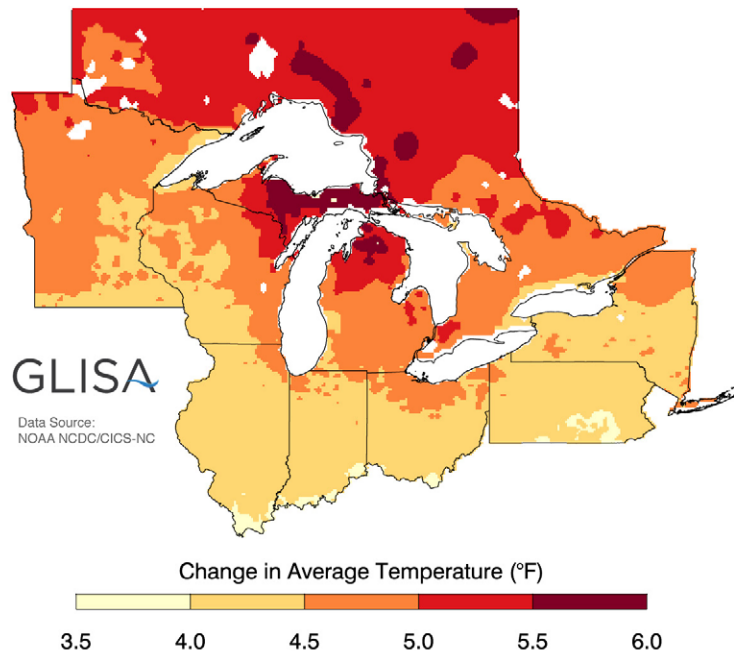 GLISA
Data Source:
NOAA NCDC/CICS-NC
Change in Average Temperature (°F)
3.5 4.0 4.5 5.0 5.5 6.0